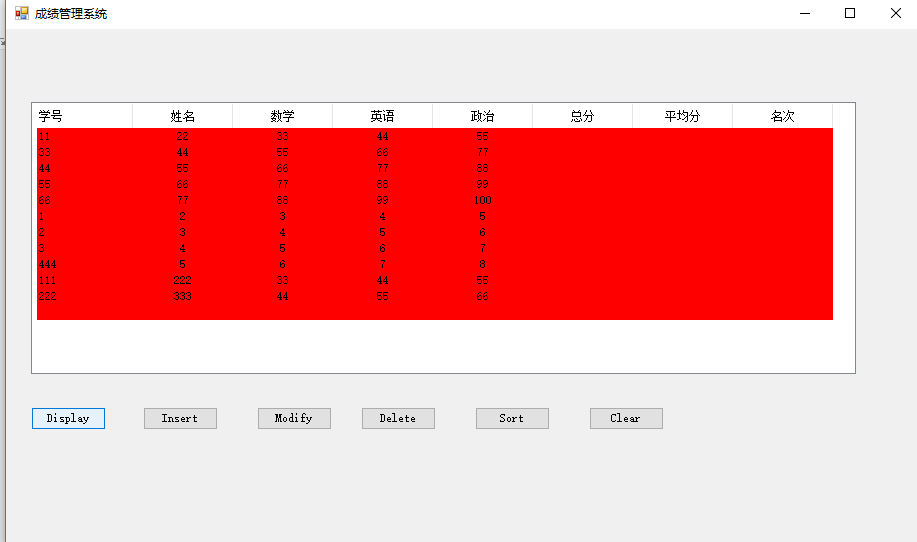 成绩管理系统
学号 姓名 数学 英语 政治 总分 平均分 名次
11 22 33 44 55
33 44 55 66 77
44 55 66 77 88
55 66 77 88 99
66 77 88 99 100
1 2 3 4 5
2 3 4 5 6
3 4 5 6 7
444 5 6 7 8
111 222 33 44 55
222 333 44 55 66
Display Insert Modify Delete Sort Clear